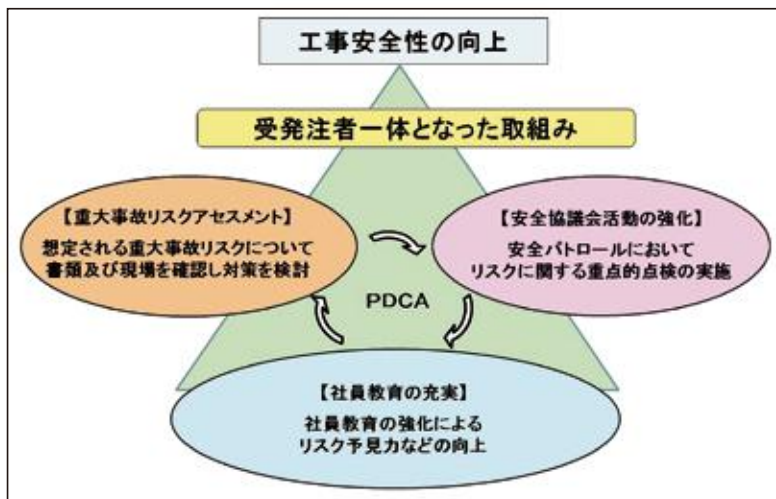 工事安全性の向上
受発注者一体となった取組み
【重大事故リスクアセスメント】
想定される重大事故リスクについて
書類及び現場を確認し対策を検討
【安全協議会活動の強化】
安全パトロールにおいて
リスクに関する重点的点検の実施
PDCA
【社員教育の充実】
社員教育の強化による
リスク予見力などの向上